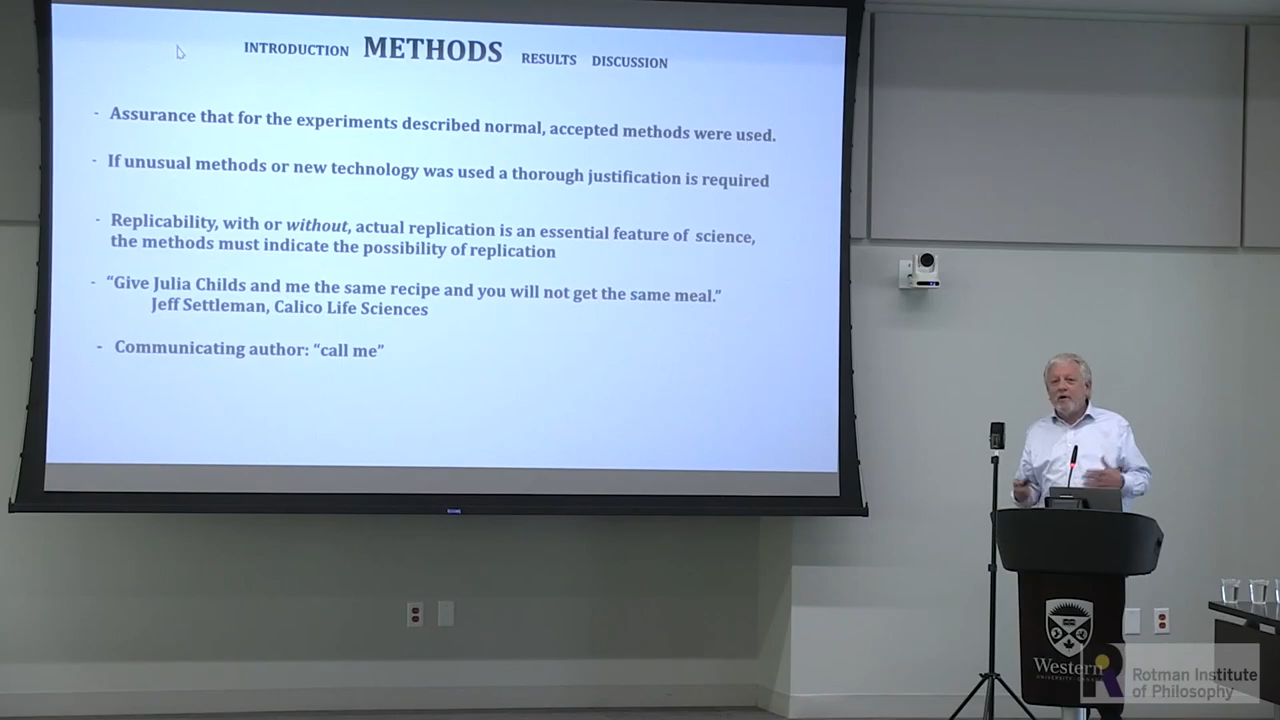 INTRODUCTION METHODS RESULTS DISCUSSION
- Assurance that for the experiments described normal, accepted methods were used.
- If unusual methods or new technology was used a thorough justification is required
- Replicability, with or without, actual replication is an essential feature of science,
the methods must indicate the possibility of replication
- “Give Julia Childs and me the same recipe and you will not get the same meal.”
Jeff Settleman, Calico Life Sciences
- Communicating author: “call me”
Western
Rotman Institute
of Philosophy